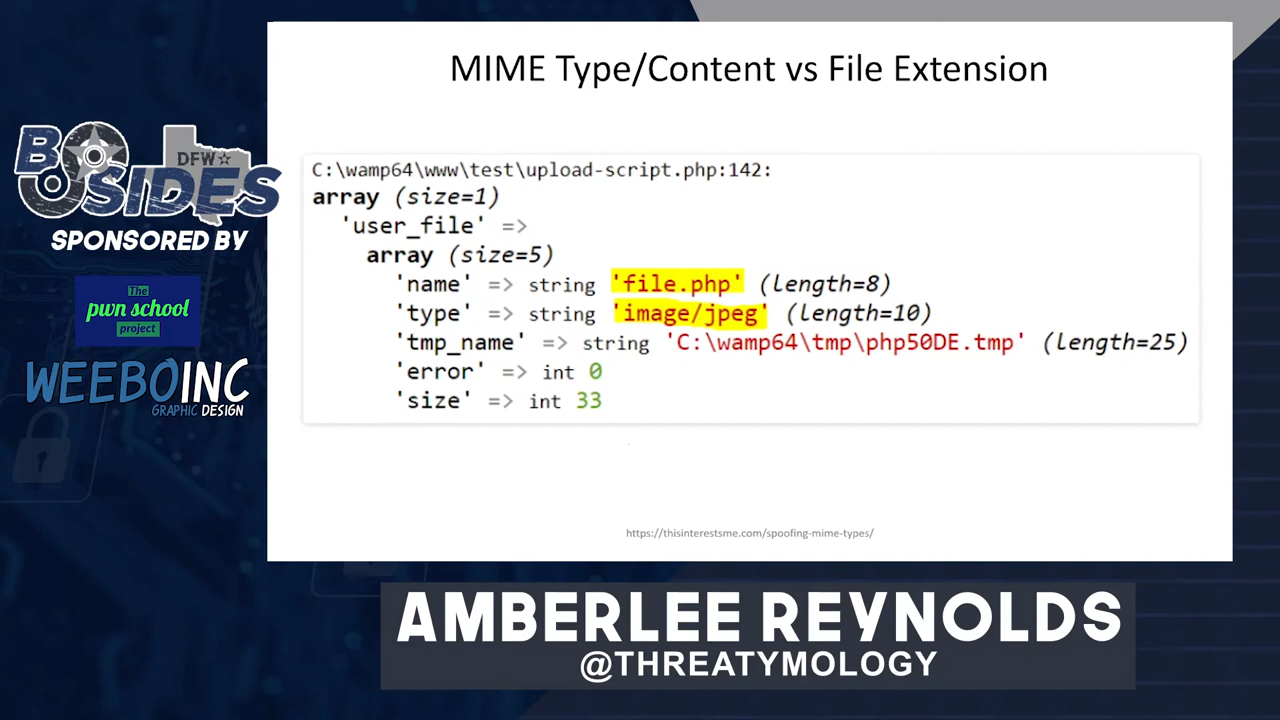 MIME Type/Content vs File Extension
C:\wamp64\www\test\upload-script.php:142:
array (size=1)
'user_file' =>
array (size=5)
'name' => string 'file.php' (length=8)
'type' => string 'image/jpeg' (length=10)
'tmp_name' => string 'C:\wamp64\tmp\php50DE.tmp' (length=25)
'error' => int 0
'size' => int 33
https://thisinterestsme.com/spoofing-mime-types/
BSIDES
DFW
SPONSORED BY
The
pwn school
project
WEEBOINC
GRAPHIC DESIGN
AMBERLEE REYNOLDS
@THREATYMOLOGY